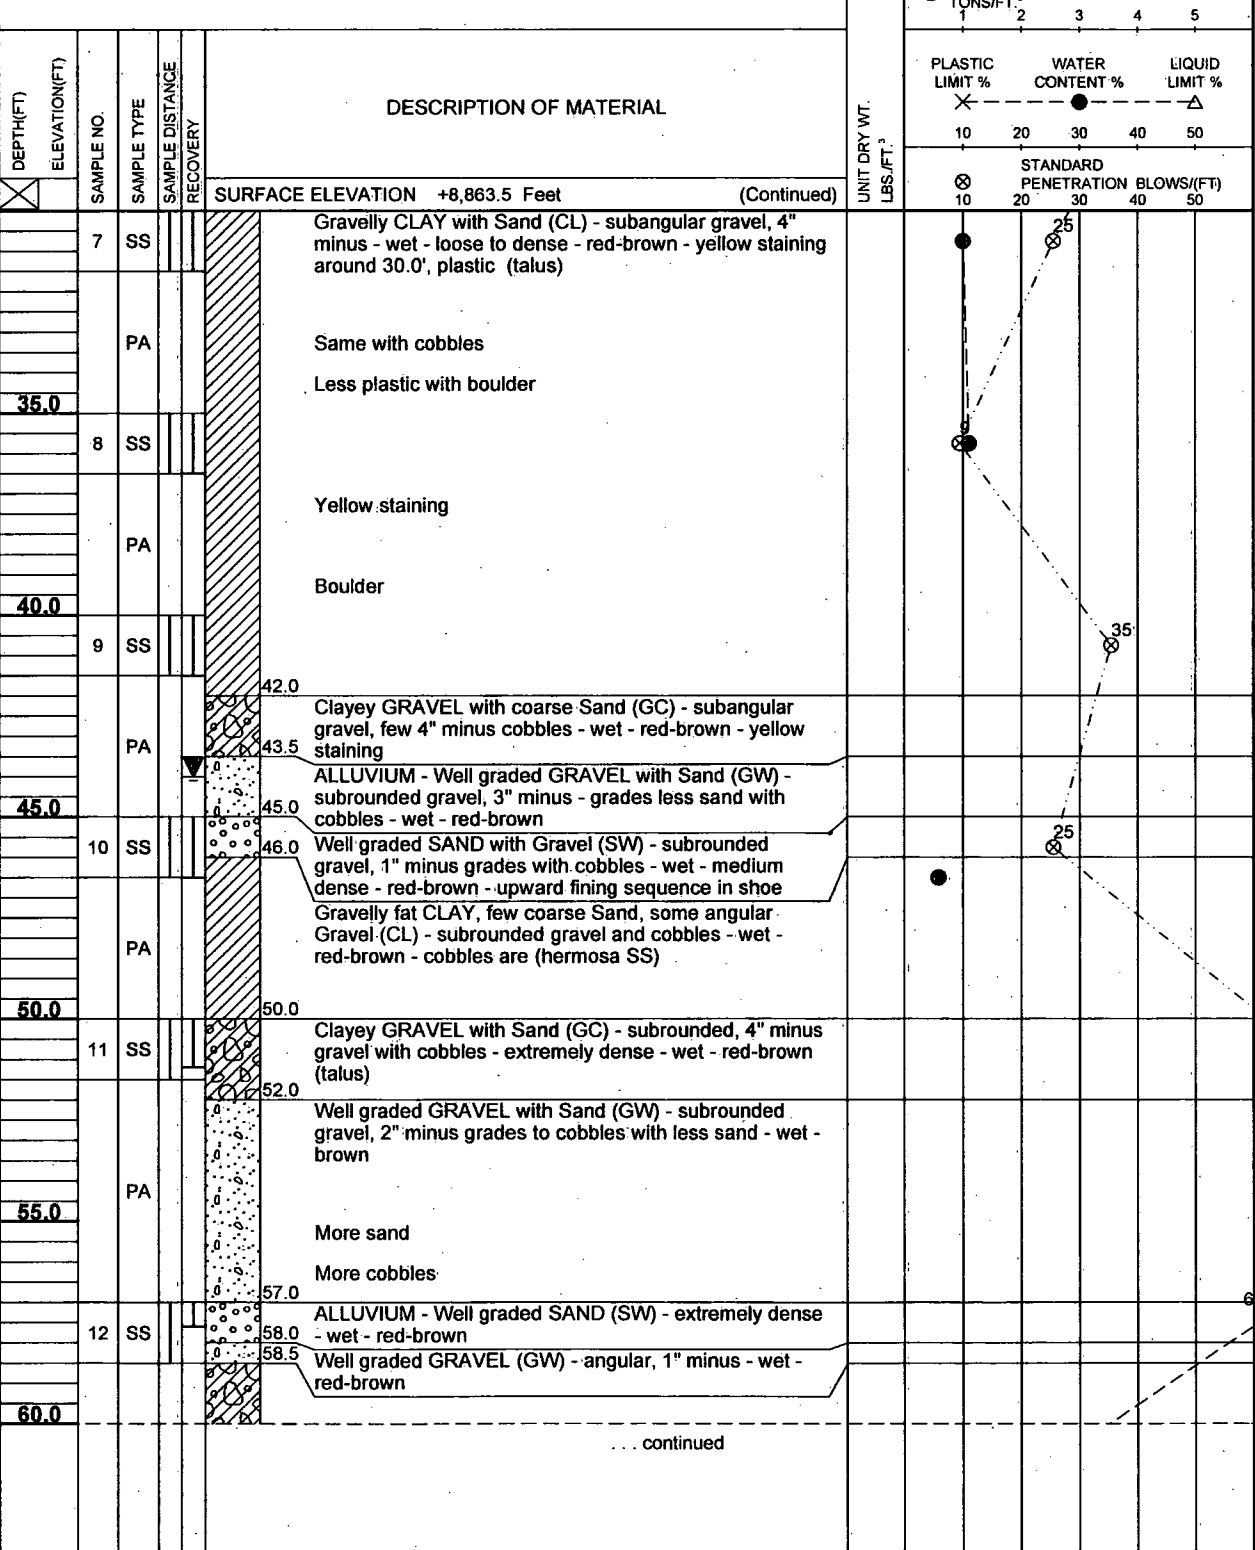 TONS/FT.
1 2 3 4 5
PLASTIC LIMIT %
WATER CONTENT %
LIQUID LIMIT %
10 20 30 40 50
STANDARD
PENETRATION BLOWS/(FT)
10 20 30 40 50
DEPTH(FT)
ELEVATION(FT)
SAMPLE NO.
SAMPLE TYPE
SAMPLE DISTANCE
RECOVERY
DESCRIPTION OF MATERIAL
UNIT DRY WT.
LBS./FT.³
SURFACE ELEVATION +8,863.5 Feet (Continued)
7 SS
Gravelly CLAY with Sand (CL) - subangular gravel, 4"
minus - wet - loose to dense - red-brown - yellow staining
around 30.0', plastic (talus)
25
PA
Same with cobbles
Less plastic with boulder
35.0
8 SS
9
Yellow staining
PA
Boulder
40.0
9 SS
35
42.0
Clayey GRAVEL with coarse Sand (GC) - subangular
gravel, few 4" minus cobbles - wet - red-brown - yellow
staining
PA
43.5
ALLUVIUM - Well graded GRAVEL with Sand (GW) -
subrounded gravel, 3" minus - grades less sand with
cobbles - wet - red-brown
45.0
45.0
10 SS
46.0
Well graded SAND with Gravel (SW) - subrounded
gravel, 1" minus grades with cobbles - wet - medium
dense - red-brown - upward fining sequence in shoe
25
Gravelly fat CLAY, few coarse Sand, some angular
Gravel (CL) - subrounded gravel and cobbles - wet -
red-brown - cobbles are (hermosa SS)
PA
50.0
50.0
11 SS
Clayey GRAVEL with Sand (GC) - subrounded, 4" minus
gravel with cobbles - extremely dense - wet - red-brown
(talus)
52.0
Well graded GRAVEL with Sand (GW) - subrounded
gravel, 2" minus grades to cobbles with less sand - wet -
brown
PA
55.0
More sand
More cobbles
57.0
6
12 SS
ALLUVIUM - Well graded SAND (SW) - extremely dense
- wet - red-brown
58.0
58.5
Well graded GRAVEL (GW) - angular, 1" minus - wet -
red-brown
60.0
. . . continued